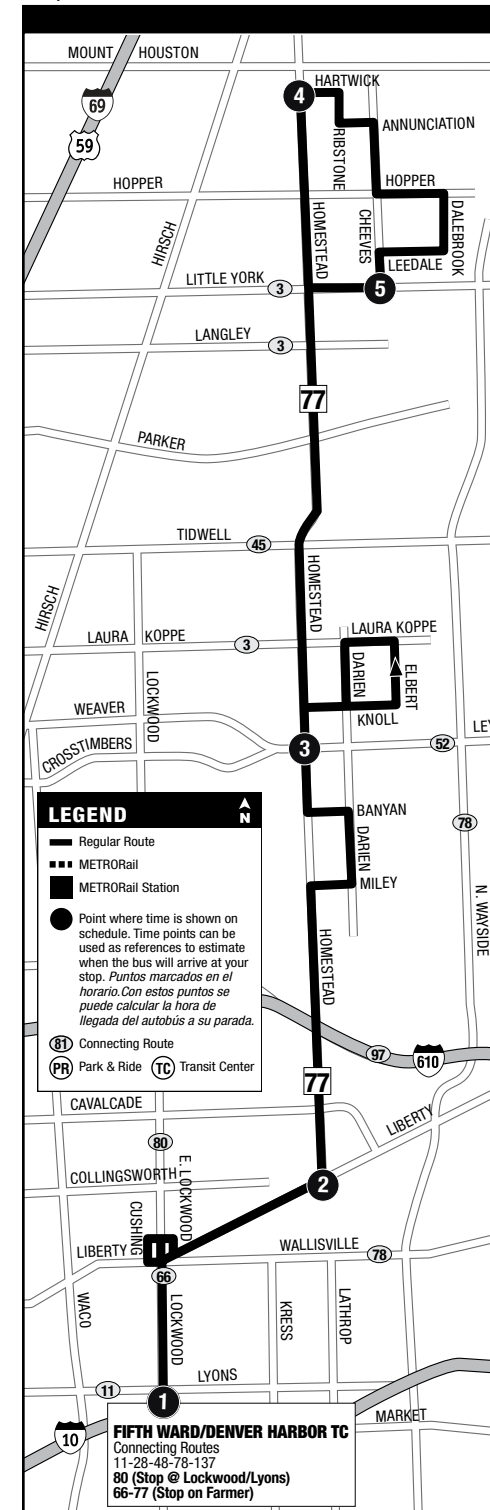 MOUNT HOUSTON
HARTWICK
4
69
59
RIBSTONE
ANNUNCIATION
HOPPER
HOPPER
HIRSCH
HOMESTEAD
CHEEVES
DALEBROOK
LEEDALE
LITTLE YORK
3
5
LANGLEY
3
77
PARKER
TIDWELL
45
HIRSCH
HOMESTEAD
LAURA KOPPE
3
LAURA KOPPE
LOCKWOOD
DARIEN
ELBERT
WEAVER
KNOLL
CROSSTIMBERS
3
52
LEY
BANYAN
78
DARIEN
MILEY
N. WAYSIDE
HOMESTEAD
LEGEND
N
Regular Route
METRORail
METRORail Station
Point where time is shown on
schedule. Time points can be
used as references to estimate
when the bus will arrive at your
stop. Puntos marcados en el
horario.Con estos puntos se
puede calcular la hora de
llegada del autobús a su parada.
81 Connecting Route
PR Park & Ride TC Transit Center
97
610
77
CAVALCADE
80
LIBERTY
E. LOCKWOOD
COLLINGSWORTH
2
CUSHING
LIBERTY
WALLISVILLE
78
66
WACO
LOCKWOOD
KRESS
LATHROP
LYONS
11
1
MARKET
10
FIFTH WARD/DENVER HARBOR TC
Connecting Routes
11-28-48-78-137
80 (Stop @ Lockwood/Lyons)
66-77 (Stop on Farmer)